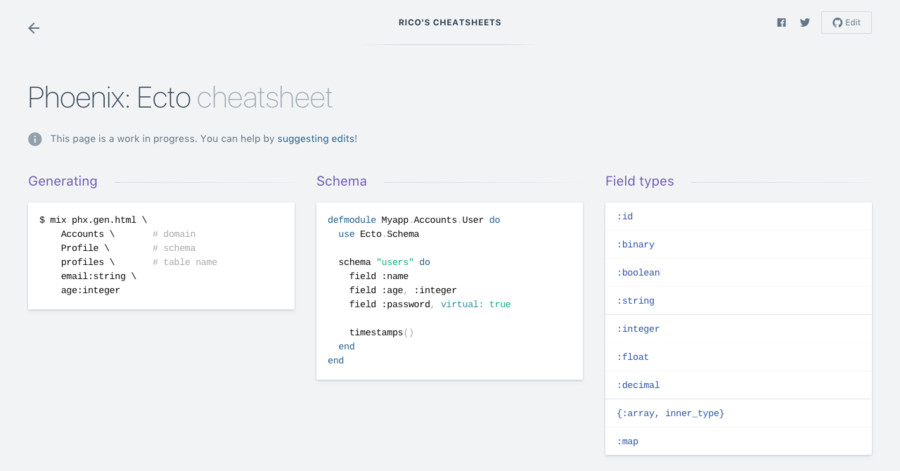 RICO'S CHEATSHEETS
Edit
Phoenix: Ecto cheatsheet
This page is a work in progress. You can help by suggesting edits!
Generating
$ mix phx.gen.html \
Accounts \ # domain
Profile \ # schema
profiles \ # table name
email:string \
age:integer
Schema
defmodule Myapp.Accounts.User do
use Ecto.Schema
schema "users" do
field :name
field :age, :integer
field :password, virtual: true
timestamps()
end
end
Field types
:id
:binary
:boolean
:string
:integer
:float
:decimal
{:array, inner_type}
:map